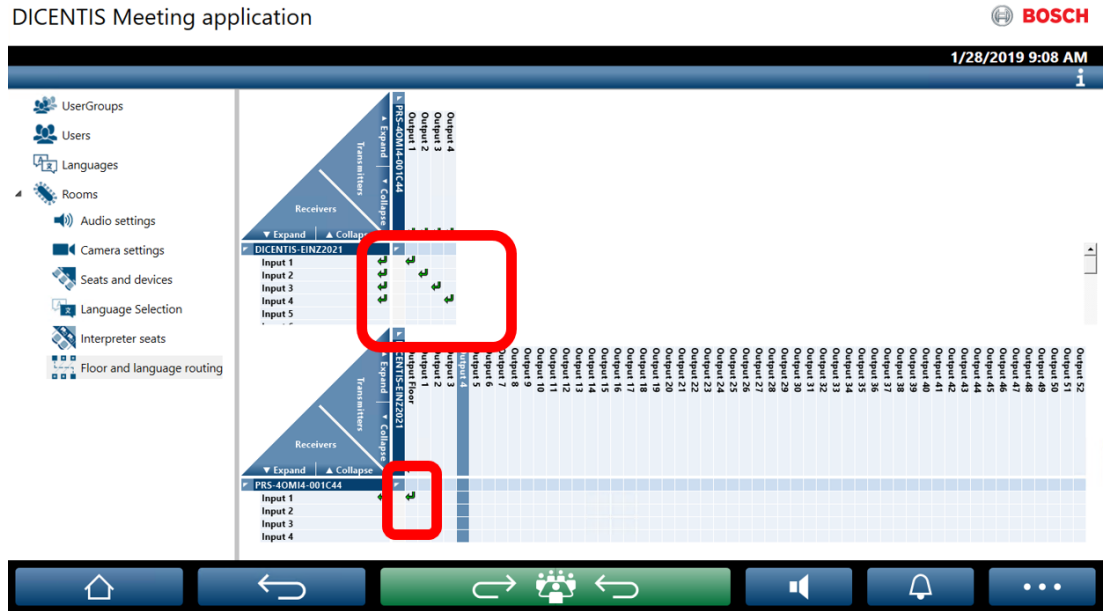 DICENTIS Meeting application
BOSCH
1/28/2019 9:08 AM
UserGroups
Users
Languages
Rooms
Audio settings
Camera settings
Seats and devices
Language Selection
Interpreter seats
Floor and language routing
PRS-4OMI4-001C44
Output 1
Output 2
Output 3
Output 4
Expand
Collapse
Transmitters
Receivers
Expand
DICENTIS-EINZ2021
Input 1
Input 2
Input 3
Input 4
Input 5
Output Floor
Output 1
Output 2
Output 3
Output 4
Output 5
Output 6
Output 7
Output 8
Output 9
Output 10
Output 11
Output 12
Output 13
Output 14
Output 15
Output 16
Output 17
Output 18
Output 19
Output 20
Output 21
Output 22
Output 23
Output 24
Output 25
Output 26
Output 27
Output 28
Output 29
Output 30
Output 31
Output 32
Output 33
Output 34
Output 35
Output 36
Output 37
Output 38
Output 39
Output 40
Output 41
Output 42
Output 43
Output 44
Output 45
Output 46
Output 47
Output 48
Output 49
Output 50
Output 51
Output 52
Expand
Collapse
Transmitters
Receivers
Expand
Collapse
PRS-4OMI4-001C44
Input 1
Input 2
Input 3
Input 4